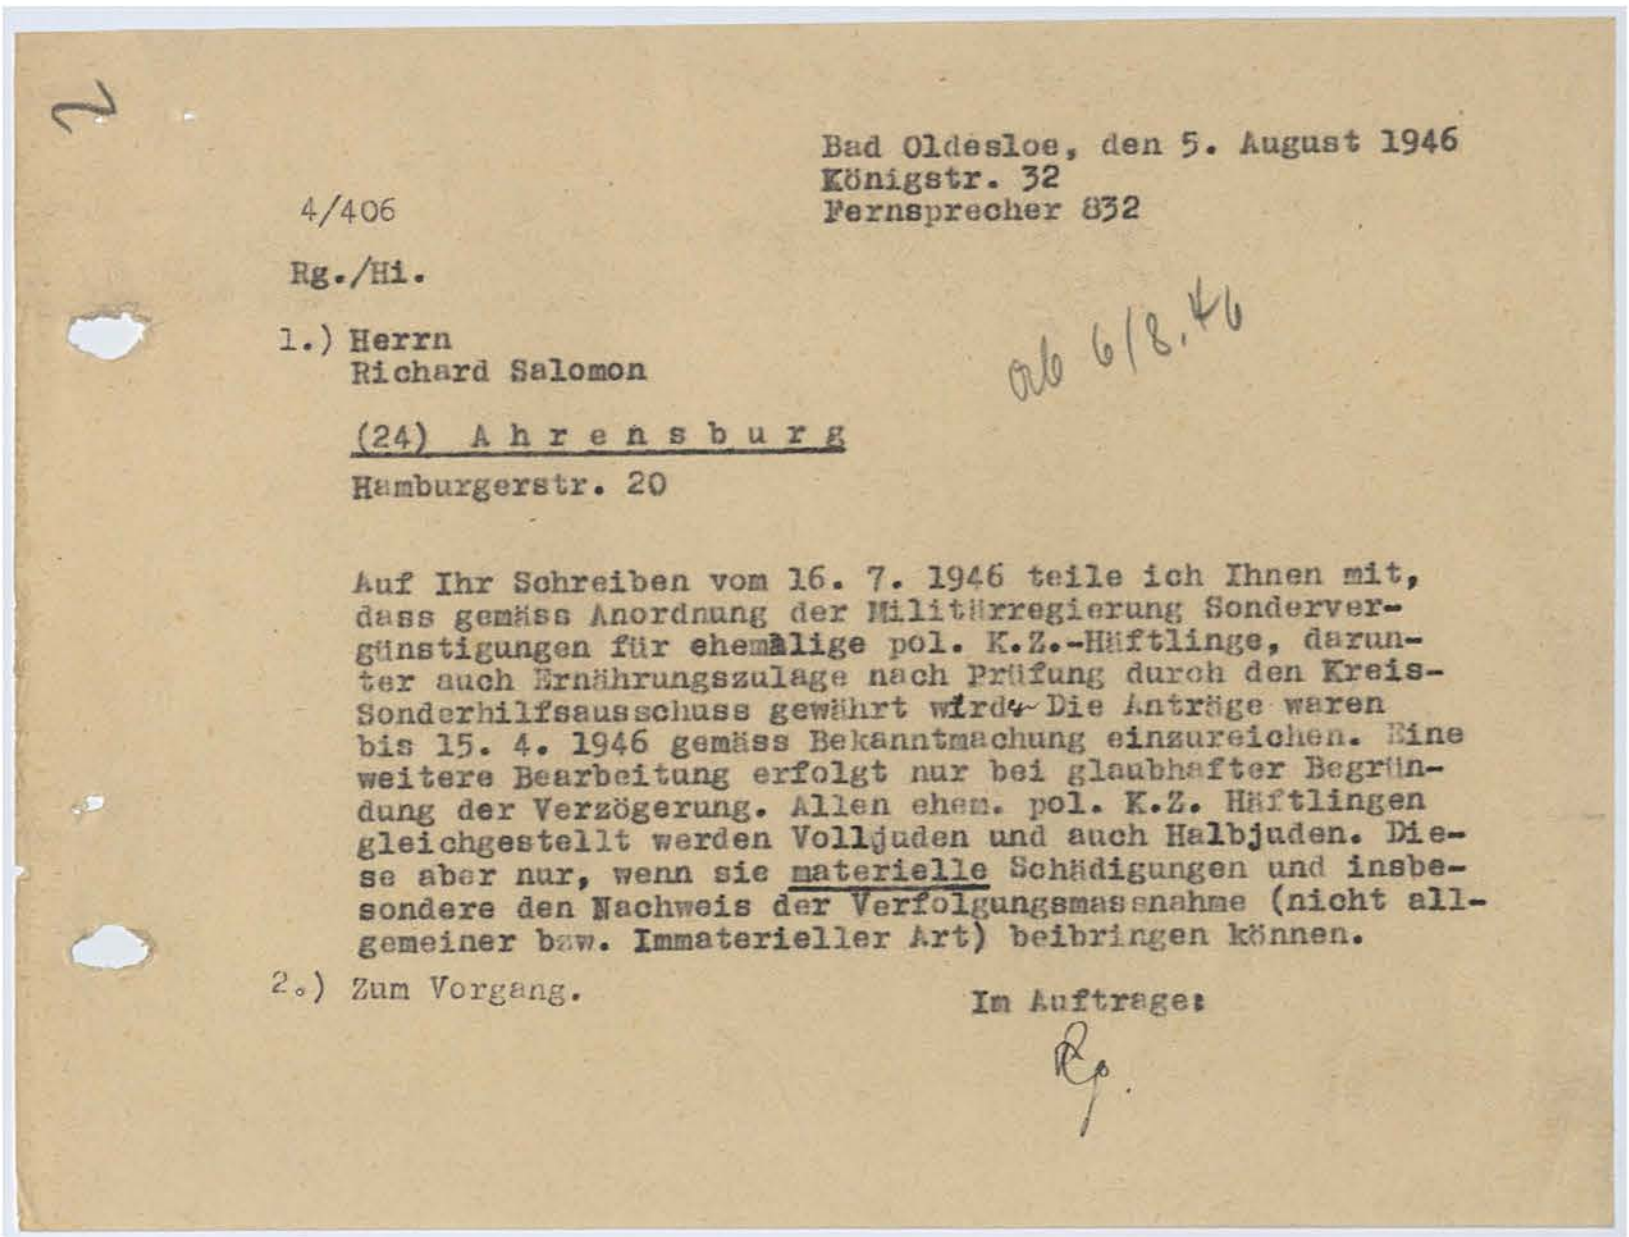 2
Bad Oldesloe, den 5. August 1946
Königstr. 32
4/406
Fernsprecher 832
Rg./Hi.
ab 6/8.46
1.) Herrn
Richard Salomon
(24) A h r e n s b u r g
Hamburgerstr. 20
Auf Ihr Schreiben vom 16. 7. 1946 teile ich Ihnen mit,
dass gemäss Anordnung der Militärregierung Sonderver-
günstigungen für ehemalige pol. K.Z.-Häftlinge, darun-
ter auch Ernährungszulage nach Prüfung durch den Kreis-
Sonderhilfsausschuss gewährt wird. Die Anträge waren
bis 15. 4. 1946 gemäss Bekanntmachung einzureichen. Eine
weitere Bearbeitung erfolgt nur bei glaubhafter Begrün-
dung der Verzögerung. Allen ehem. pol. K.Z. Häftlingen
gleichgestellt werden Volljuden und auch Halbjuden. Die-
se aber nur, wenn sie materielle Schädigungen und insbe-
sondere den Nachweis der Verfolgungsmassnahme (nicht all-
gemeiner bzw. Immaterieller Art) beibringen können.
2.) Zum Vorgang.
Im Auftrage:
Rg.